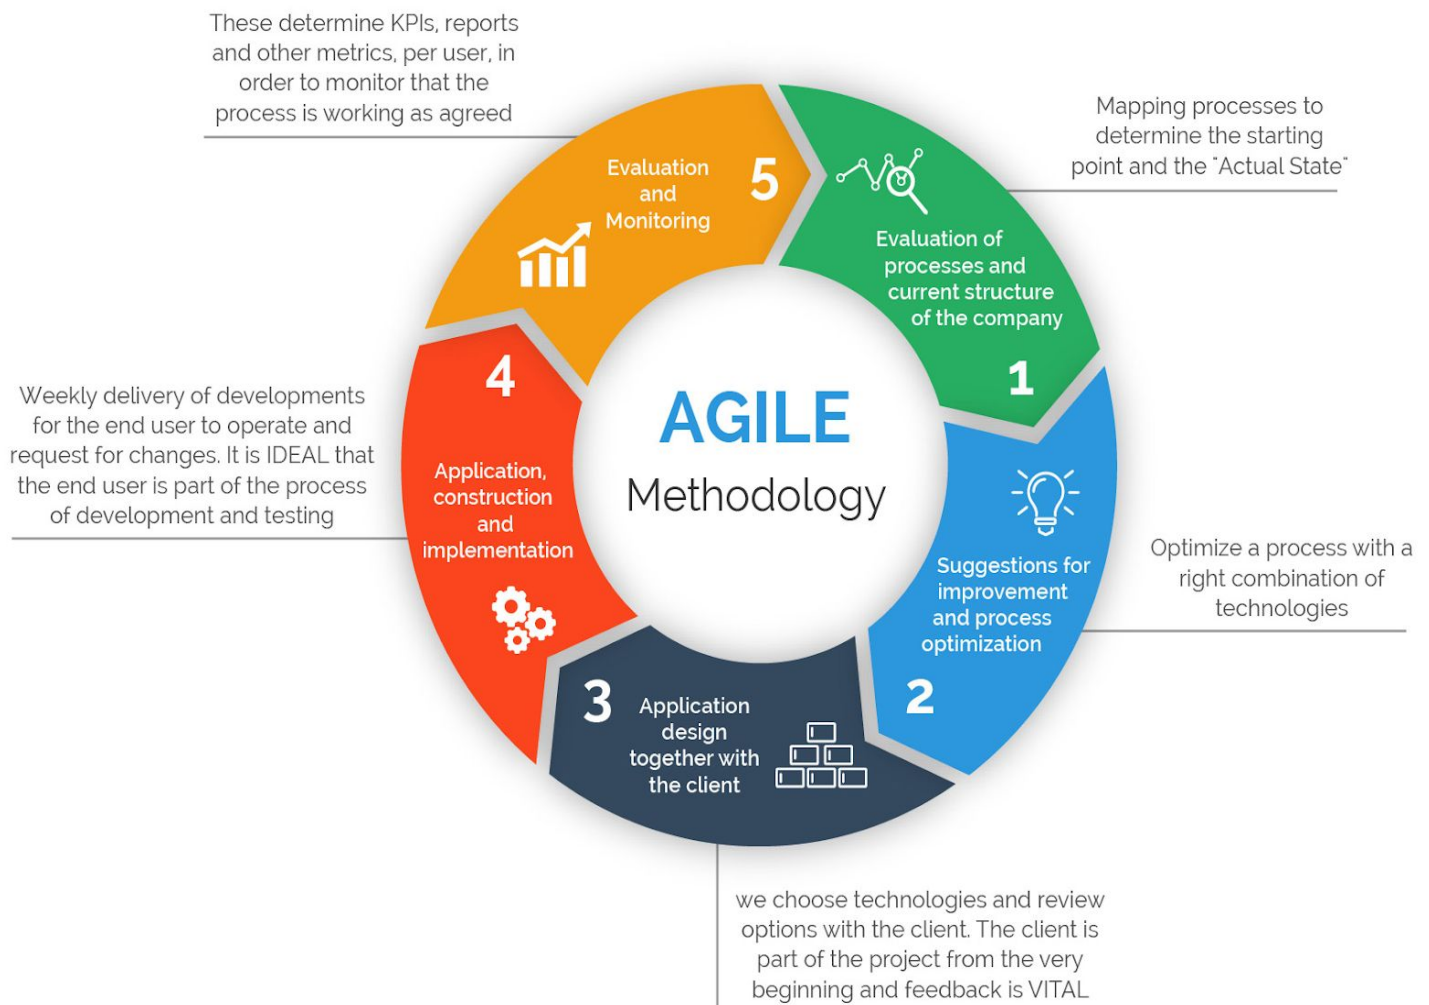 These determine KPIs, reports
and other metrics, per user, in
order to monitor that the
process is working as agreed
Mapping processes to
determine the starting
point and the "Actual State"
Evaluation
and
Monitoring
5
Evaluation of
processes and
current structure
of the company
1
AGILE
Methodology
4
Application,
construction
and
implementation
Weekly delivery of developments
for the end user to operate and
request for changes. It is IDEAL that
the end user is part of the process
of development and testing
Suggestions for
improvement
and process
optimization
2
Optimize a process with a
right combination of
technologies
3
Application
design
together with
the client
we choose technologies and review
options with the client. The client is
part of the project from the very
beginning and feedback is VITAL